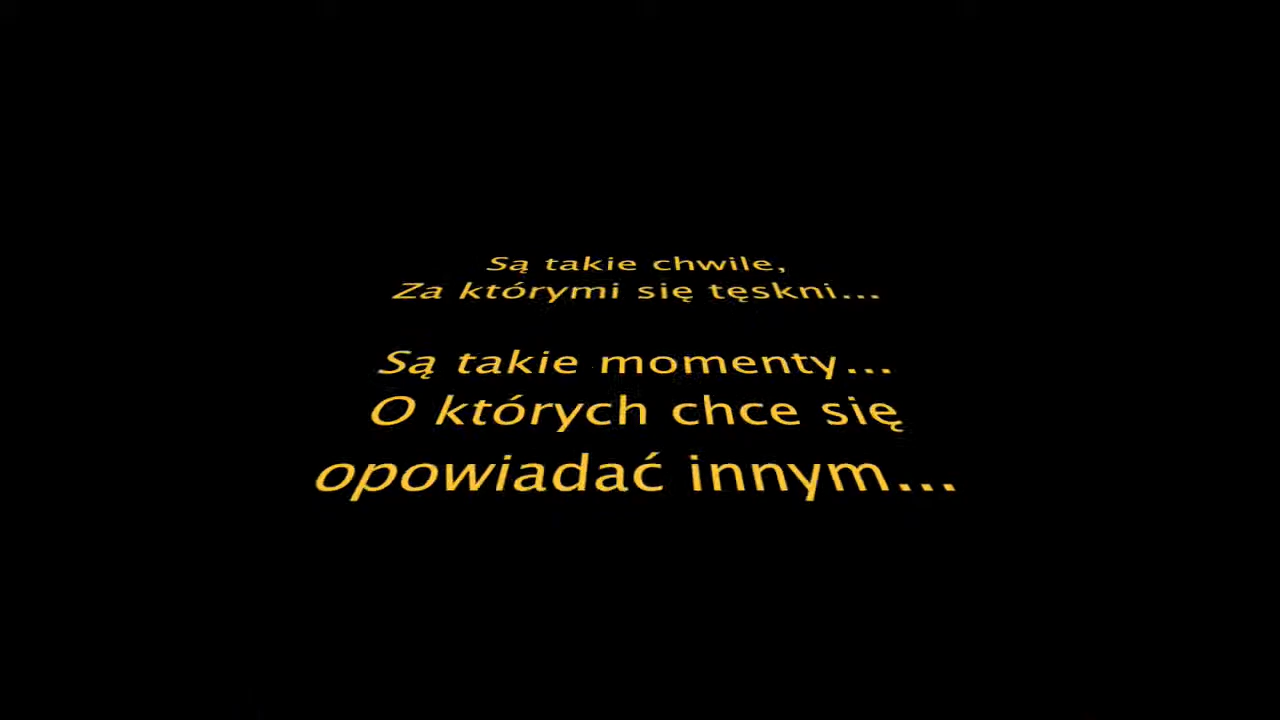 Są takie chwile,
Za którymi się tęskni...
Są takie momenty...
O których chce się
opowiadać innym...